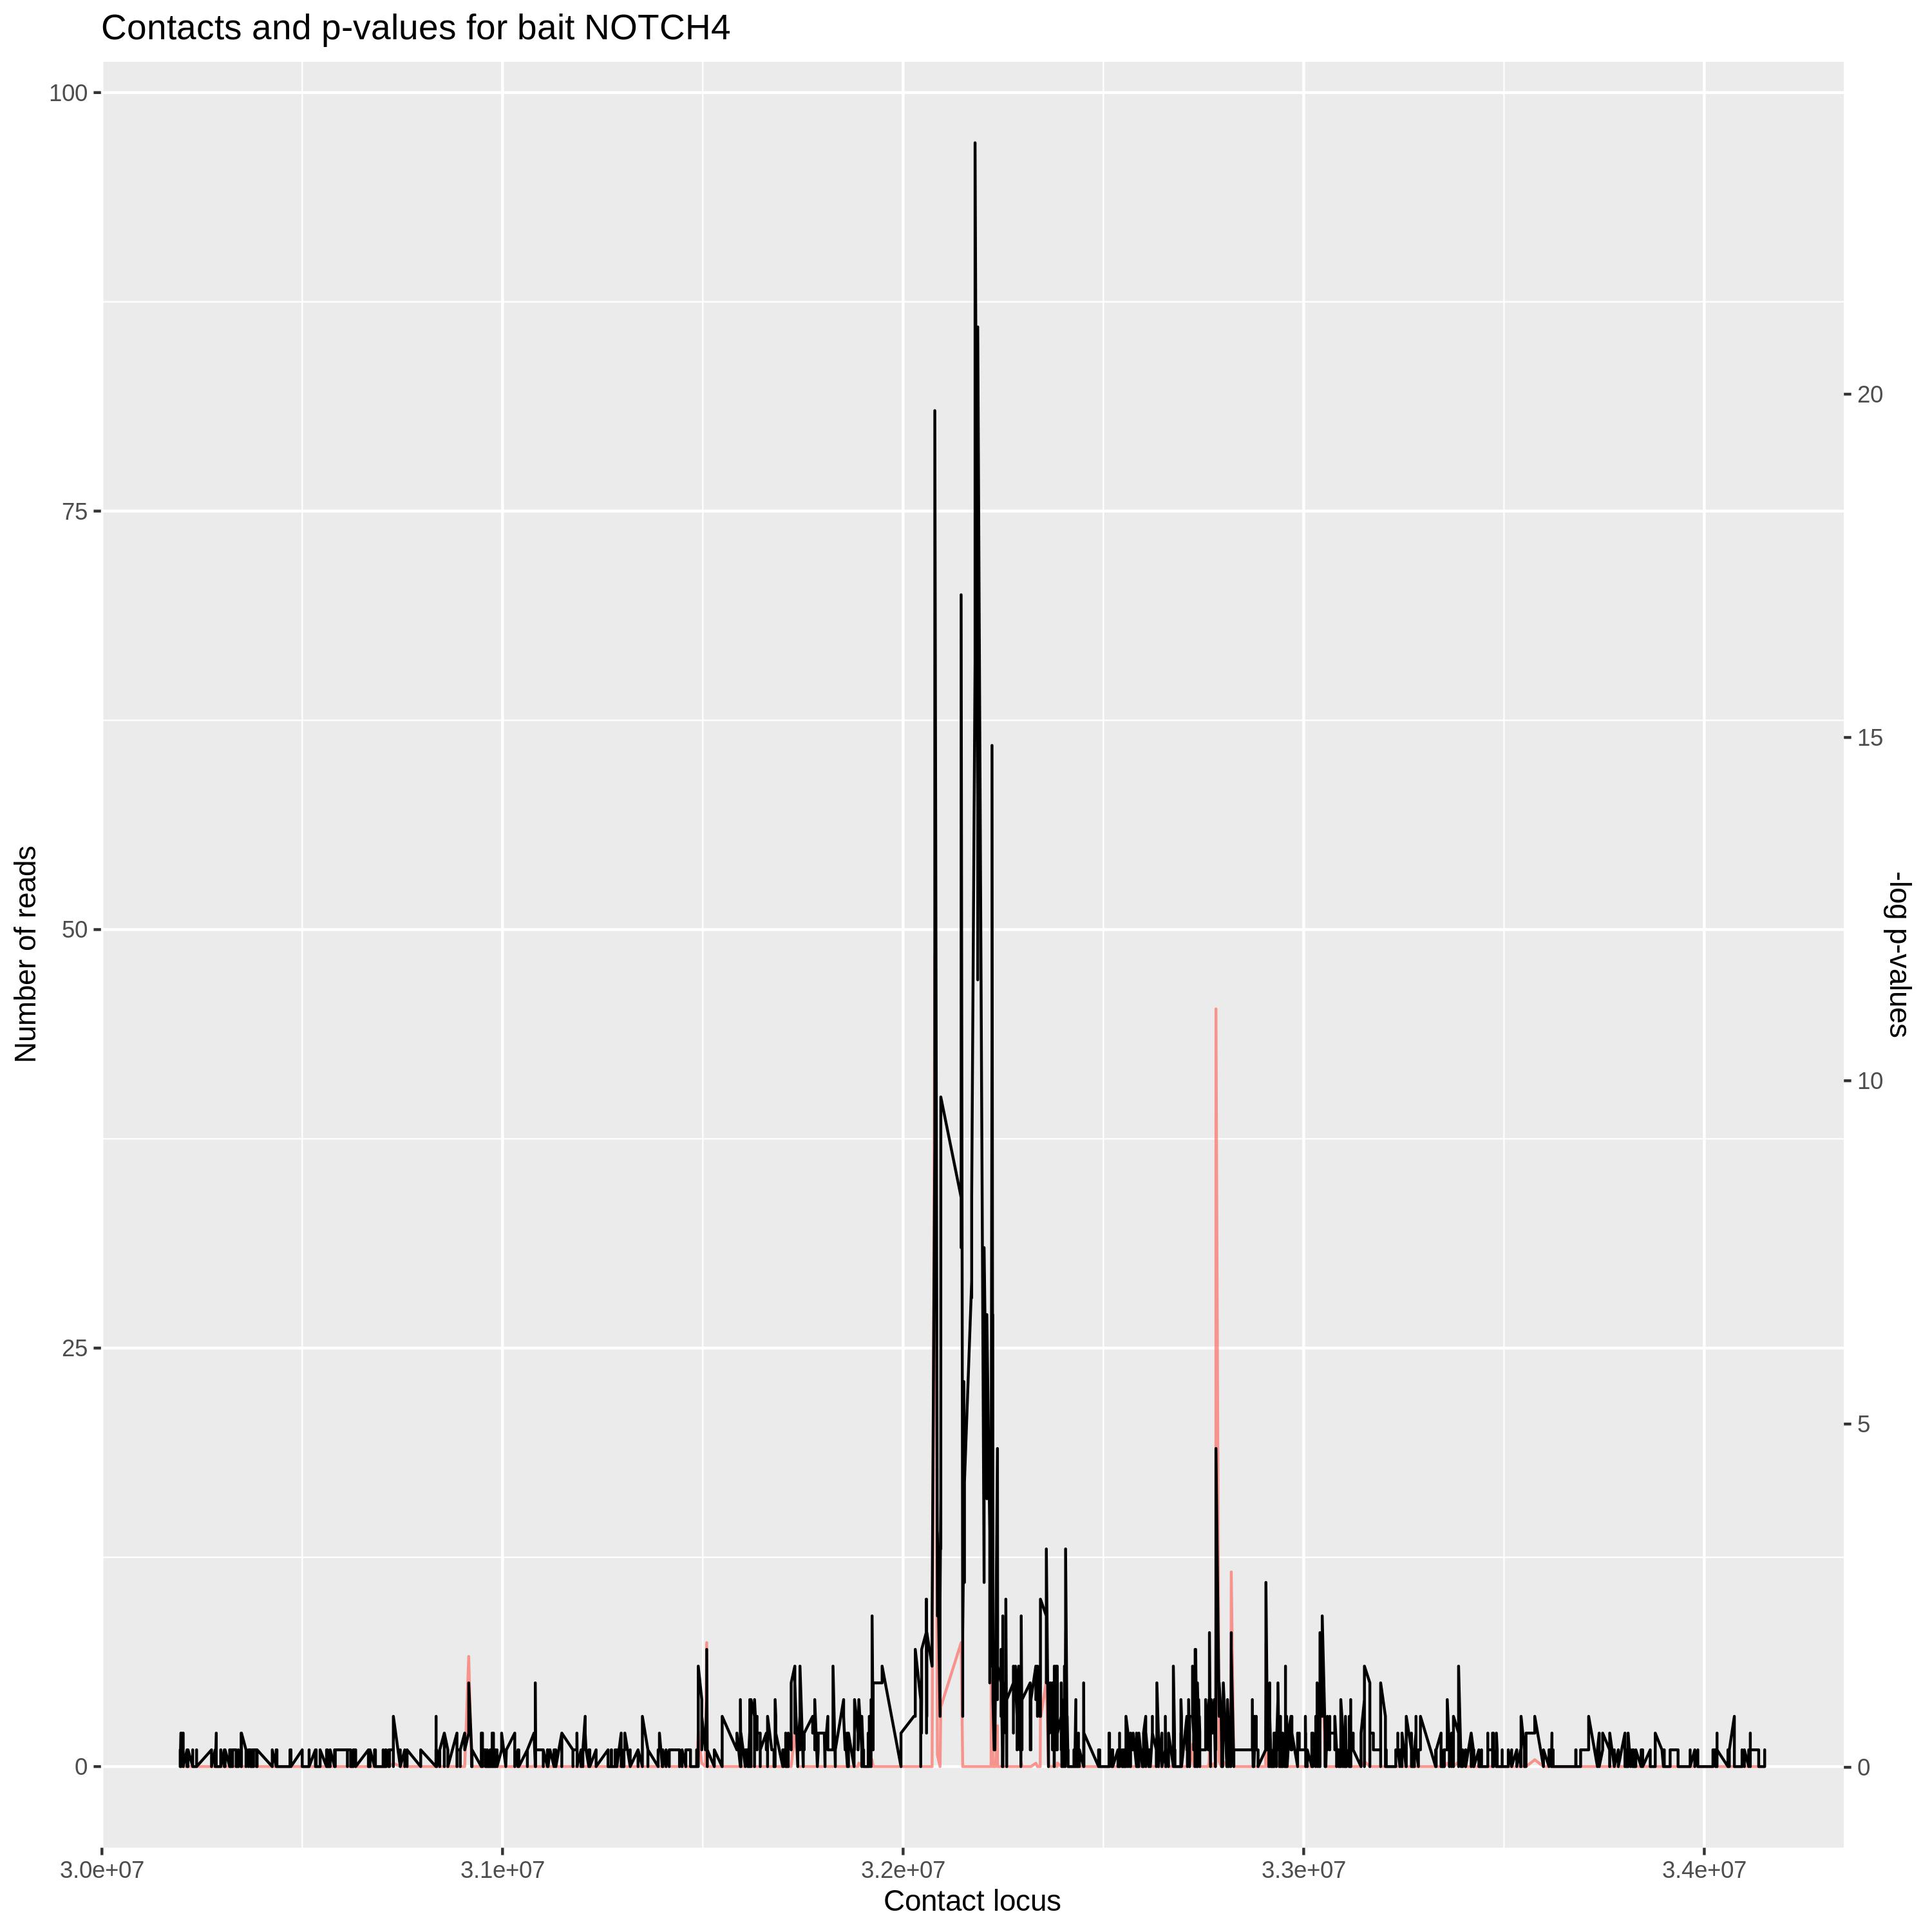 Contacts and p-values for bait NOTCH4
100
75
50
25
0
Number of reads
20
15
10
5
0
-log p-values
3.0e+07
3.1e+07
3.2e+07
3.3e+07
3.4e+07
Contact locus